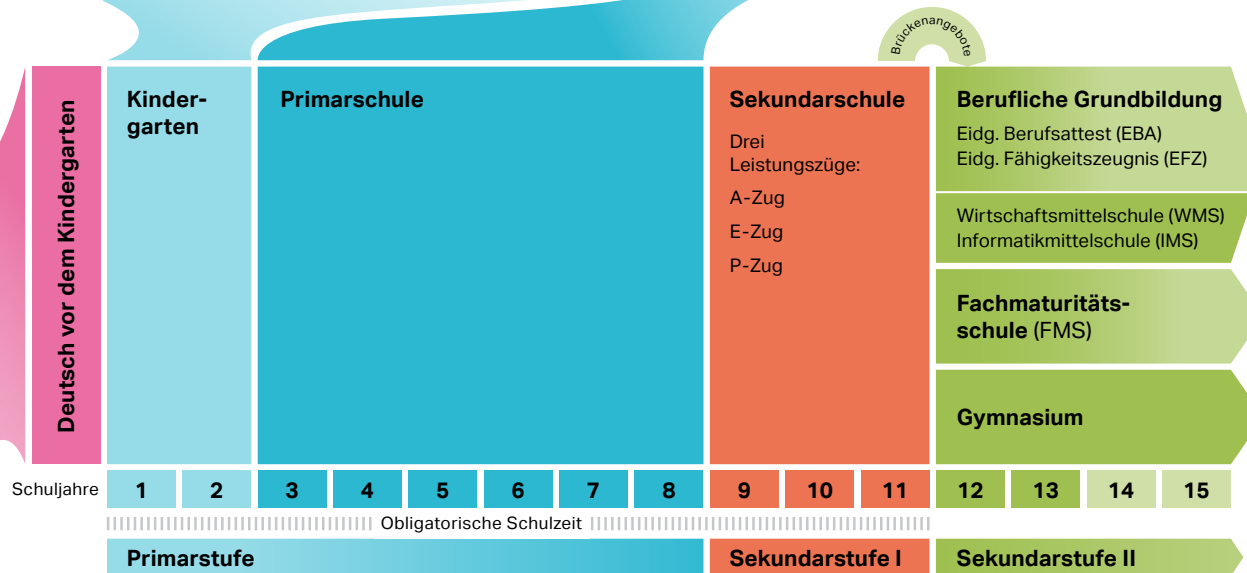 Brückenangebote
Deutsch vor dem Kindergarten
Kinder-
garten
Primarschule
Sekundarschule
Drei
Leistungszüge:
A-Zug
E-Zug
P-Zug
Berufliche Grundbildung
Eidg. Berufsattest (EBA)
Eidg. Fähigkeitszeugnis (EFZ)
Wirtschaftsmittelschule (WMS)
Informatikmittelschule (IMS)
Fachmaturitäts-
schule (FMS)
Gymnasium
Schuljahre 1 2 3 4 5 6 7 8 9 10 11 12 13 14 15
Obligatorische Schulzeit
Primarstufe Sekundarstufe I Sekundarstufe II